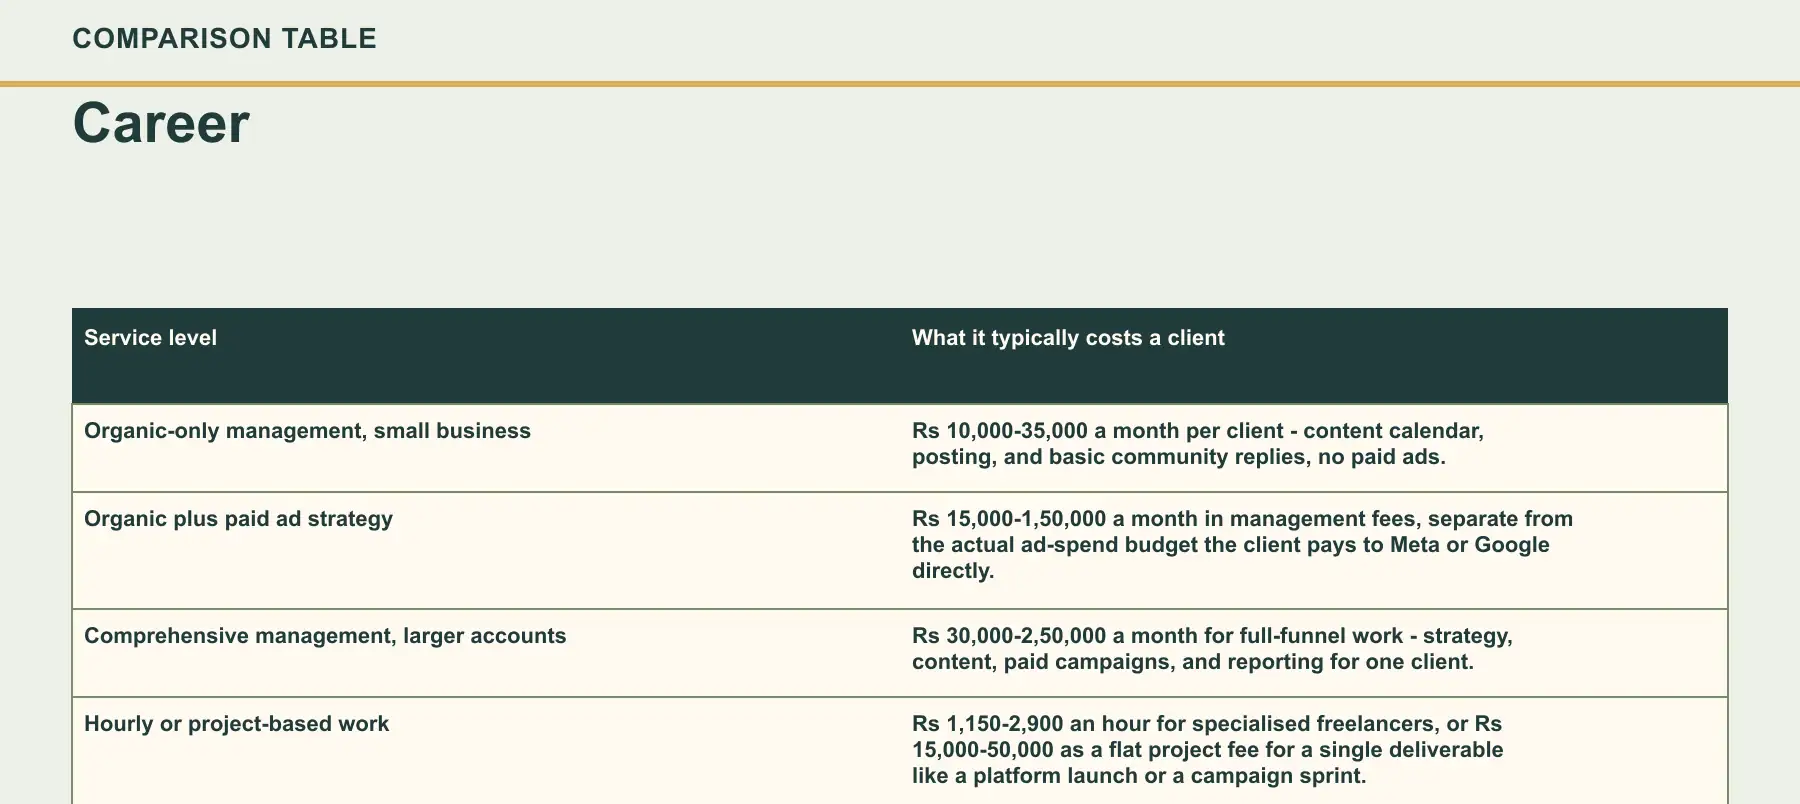 COMPARISON TABLE
Career
Service level
What it typically costs a client
Organic-only management, small business
Rs 10,000-35,000 a month per client - content calendar,
posting, and basic community replies, no paid ads.
Organic plus paid ad strategy
Rs 15,000-1,50,000 a month in management fees, separate from
the actual ad-spend budget the client pays to Meta or Google
directly.
Comprehensive management, larger accounts
Rs 30,000-2,50,000 a month for full-funnel work - strategy,
content, paid campaigns, and reporting for one client.
Hourly or project-based work
Rs 1,150-2,900 an hour for specialised freelancers, or Rs
15,000-50,000 as a flat project fee for a single deliverable
like a platform launch or a campaign sprint.